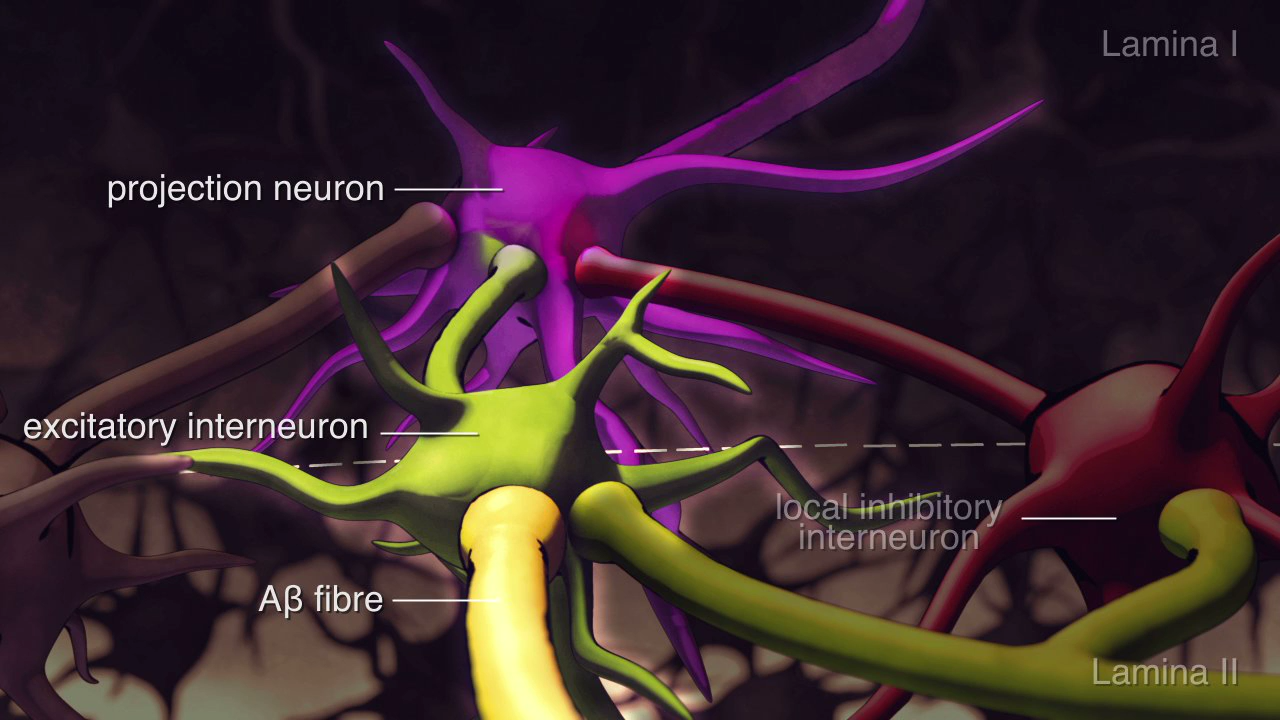 Lamina I
projection neuron
excitatory interneuron
local inhibitory
interneuron
Aβ fibre
Lamina II